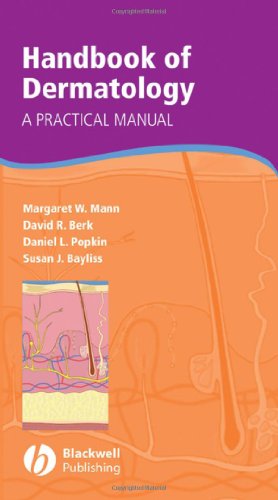 Handbook of
Dermatology
A PRACTICAL MANUAL
Margaret W. Mann
David R. Berk
Daniel L. Popkin
Susan J. Bayliss
Blackwell
Publishing